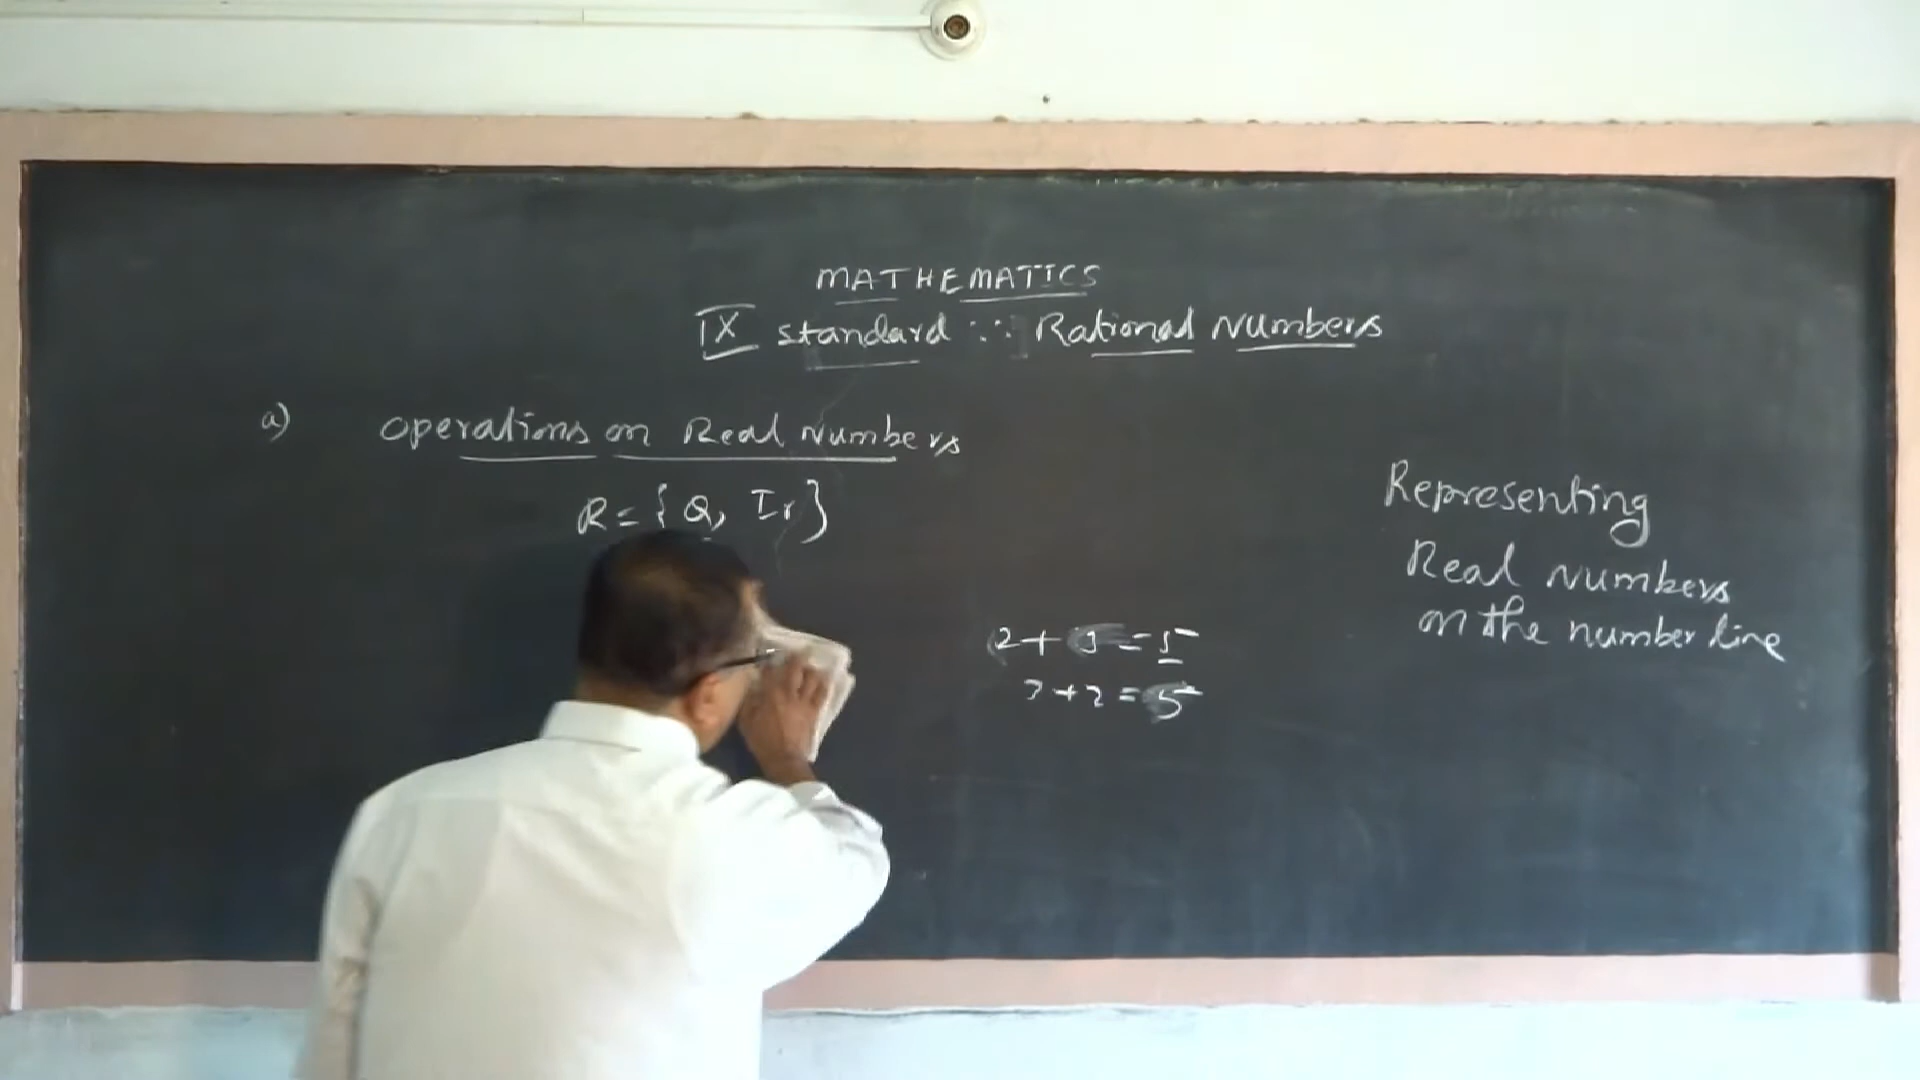 MATHEMATICS
IX standard ::: Rational Numbers
a) Operations on Real Numbers
R = { Q, Ir }
Representing
Real Numbers
on the number line
2 + 3 = 5
3 + 2 = 5